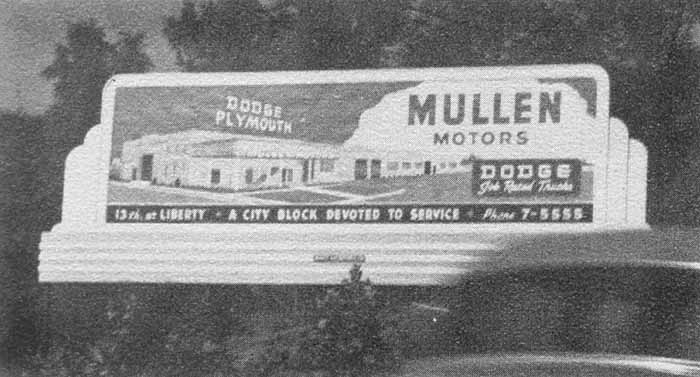 DODGE
PLYMOUTH
MULLEN
MOTORS
DODGE
Job Rated Trucks
13th. at LIBERTY • A CITY BLOCK DEVOTED TO SERVICE • Phone 7-5555